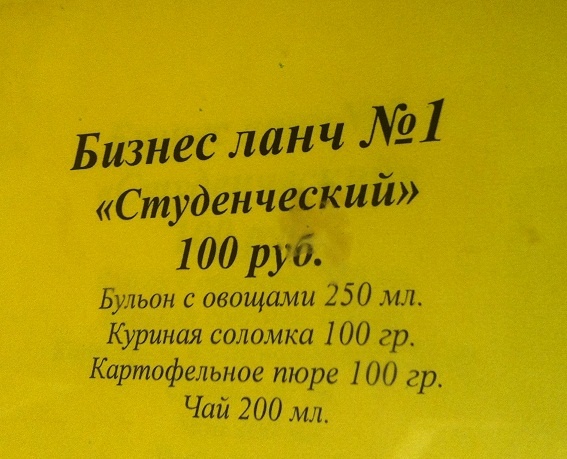 Бизнес ланч №1
«Студенческий»
100 руб.
Бульон с овощами 250 мл.
Куриная соломка 100 гр.
Картофельное пюре 100 гр.
Чай 200 мл.